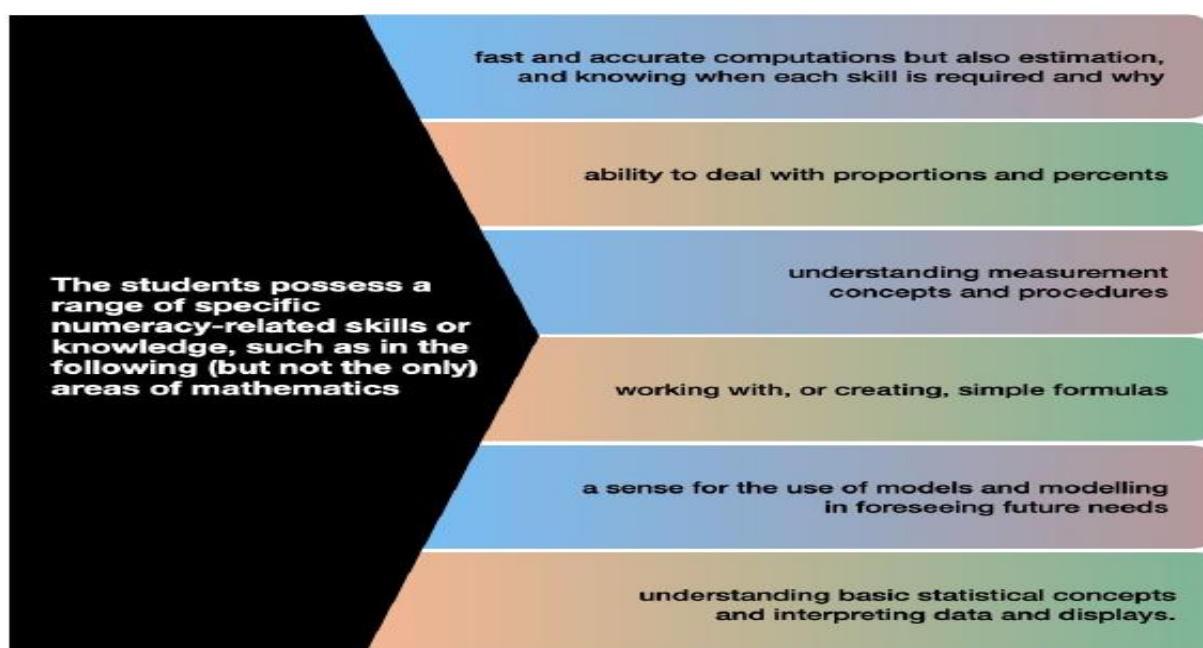 The students possess a
range of specific
numeracy-related skills or
knowledge, such as in the
following (but not the only)
areas of mathematics
fast and accurate computations but also estimation,
and knowing when each skill is required and why
ability to deal with proportions and percents
understanding measurement
concepts and procedures
working with, or creating, simple formulas
a sense for the use of models and modelling
in foreseeing future needs
understanding basic statistical concepts
and interpreting data and displays.